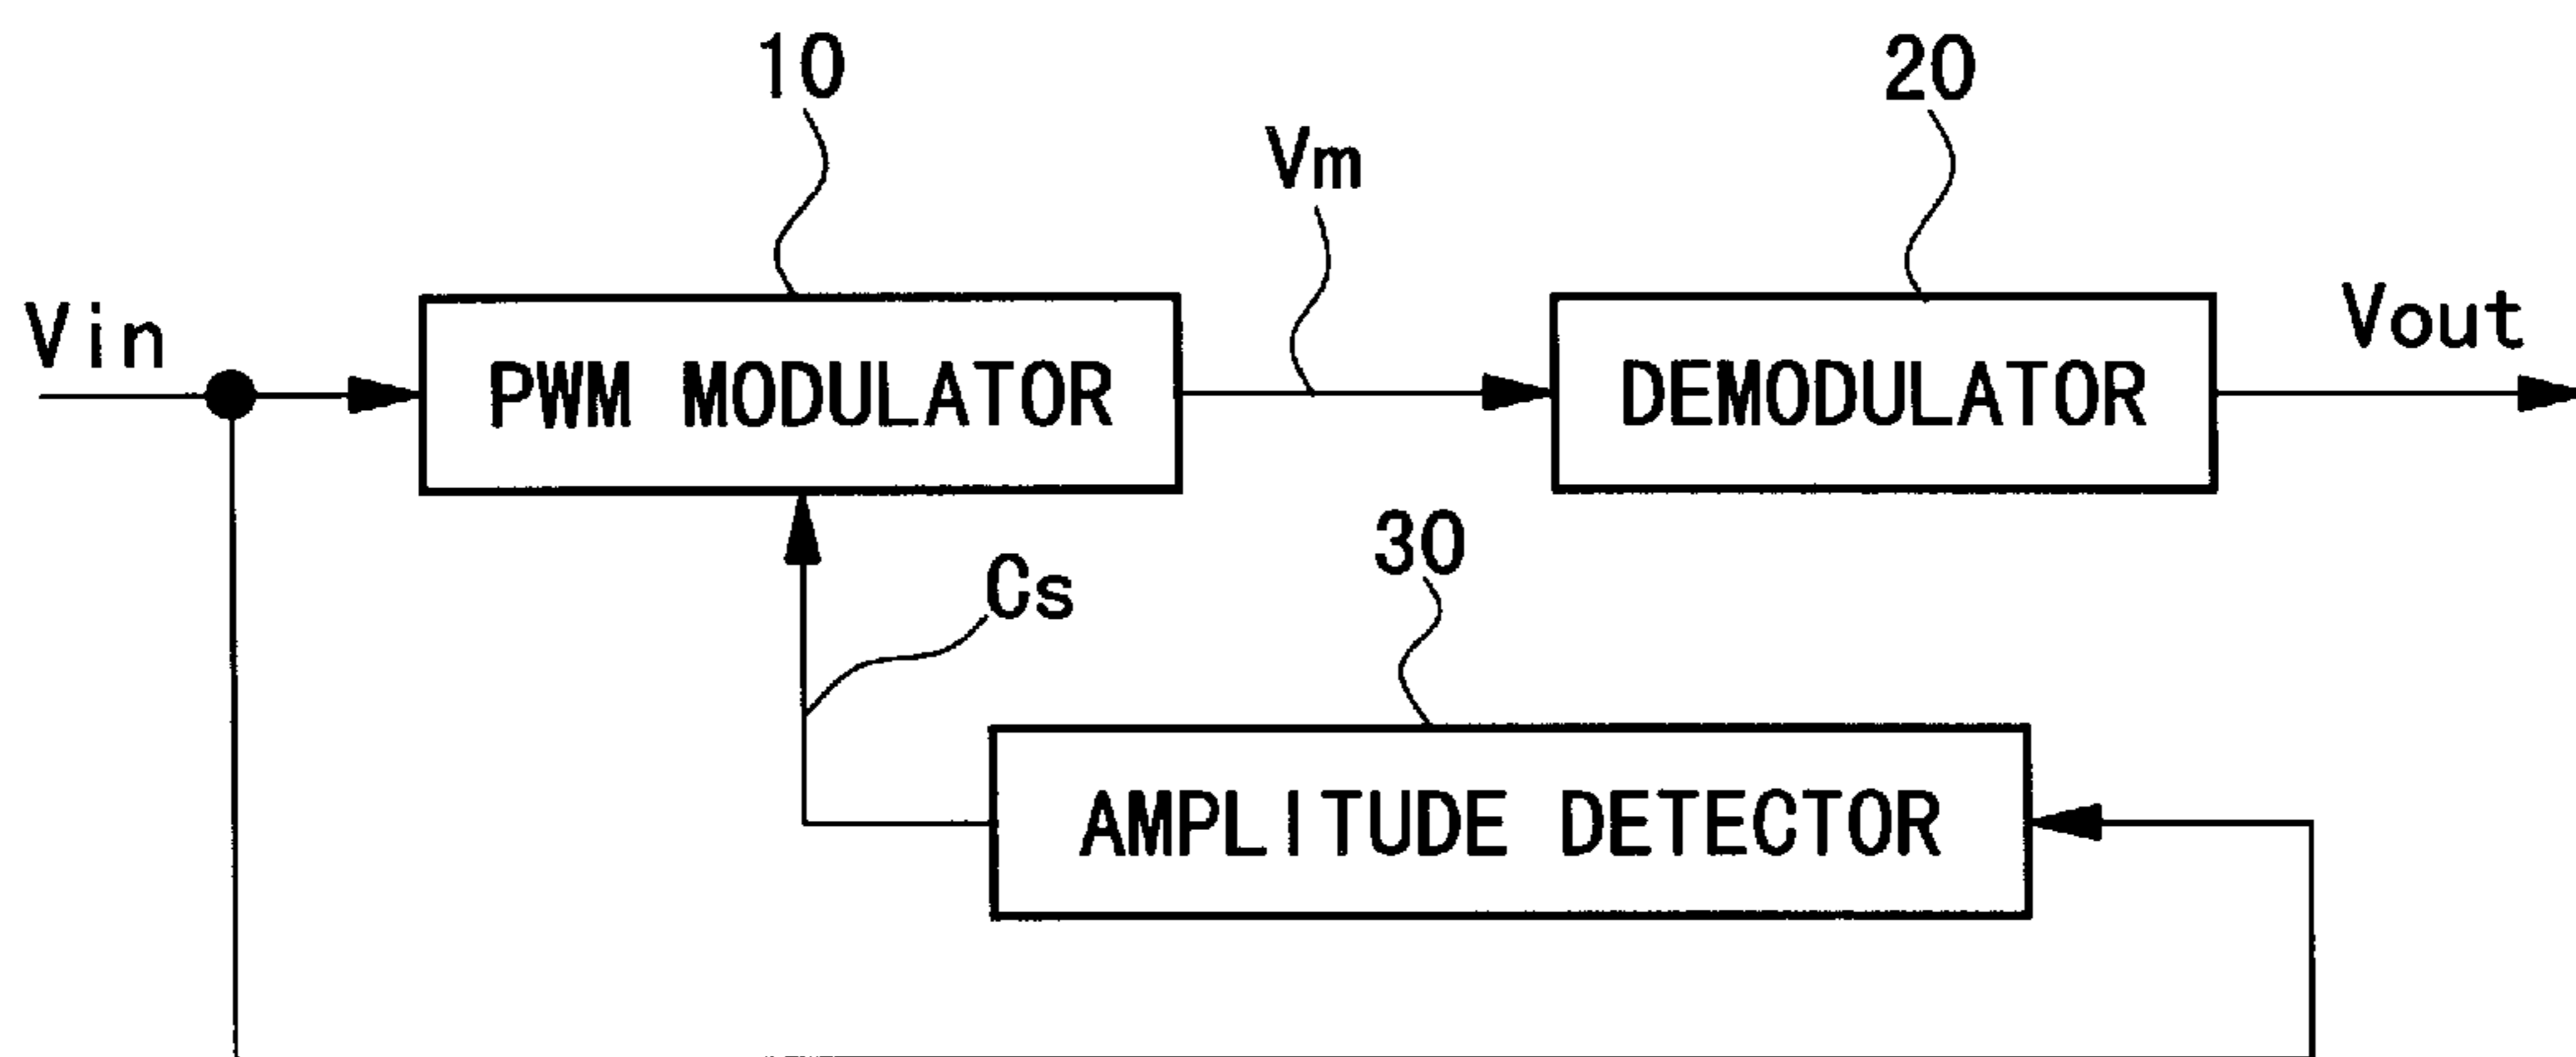 10
20
Vm
Vin
Vout
PWM MODULATOR
DEMODULATOR
30
Cs
AMPLITUDE DETECTOR